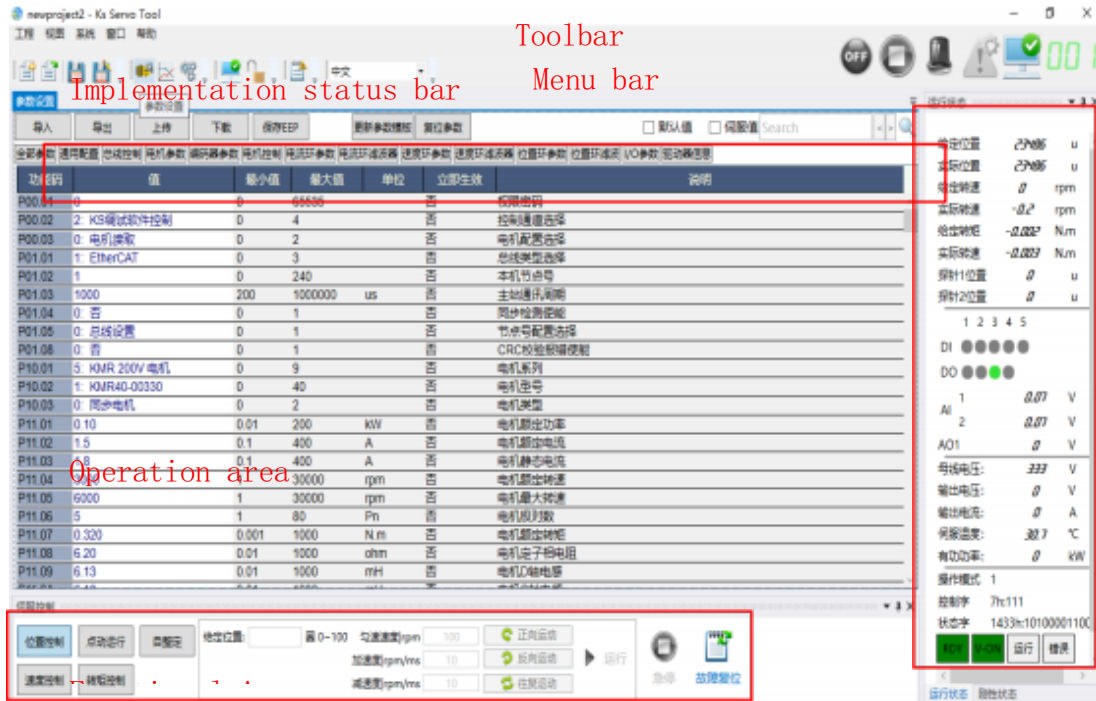 newproject2 - Ks Servo Tool
工程 视图 系统 窗口 帮助
Toolbar
OFF
中文
Menu bar
Implementation status bar
参数设置
参数设置
运行状态
导入 导出 上传 下载 保存EEP 更新参数模板 复位参数 默认值 伺服值 Search
全部参数 通用配置 总线控制 电机参数 编码器参数 电机控制 电流环参数 电流环滤波器 速度环参数 速度环滤波器 位置环参数 位置环滤波 I/O参数 驱动器信息
功能码 值 最小值 最大值 单位 立即生效 说明
P00.01 0 0 65535 否 权限密码
P00.02 2: KS调试软件控制 0 4 否 控制通道选择
P00.03 0: 电机读取 0 2 否 电机配置选择
P01.01 1: EtherCAT 0 3 否 总线类型选择
P01.02 1 0 240 否 本机节点号
P01.03 1000 200 1000000 us 否 主站通讯周期
P01.04 0: 否 0 1 否 同步检测使能
P01.05 0: 总线设置 0 1 否 节点号配置选择
P01.08 0: 否 0 1 否 CRC校验报错使能
P10.01 5: KMR 200V 电机 0 9 否 电机系列
P10.02 1: KMR40-00330 0 40 否 电机型号
P10.03 0: 同步电机 0 2 否 电机类型
P11.01 0.10 0.01 200 kW 否 电机额定功率
P11.02 1.5 0.1 400 A 否 电机额定电流
P11.03 0.1 400 A 否 电机静态电流
Operation area
P11.04 30000 rpm 否 电机额定转速
P11.05 6000 1 30000 rpm 否 电机最大转速
P11.06 5 1 80 Pn 否 电机极对数
P11.07 0.320 0.001 1000 N.m 否 电机额定转矩
P11.08 6.20 0.01 1000 ohm 否 电机定子相电阻
P11.09 6.13 0.01 1000 mH 否 电机D轴电感
给定位置 23486 u
实际位置 23486 u
给定转速 0 rpm
实际转速 -0.2 rpm
给定转矩 -0.002 N.m
实际转速 -0.003 N.m
探针1位置 0 u
探针2位置 0 u
1 2 3 4 5
DI
DO
AI 1 0.07 V
2 0.07 V
AO1 0 V
母线电压: 333 V
输出电压: 0 V
输出电流: 0 A
伺服温度: 30.7 ℃
有功功率: 0 kW
操作模式 1
控制字 7h:111
状态字 1433h:10100001100
RDY V-ON 运行 错误
运行状态 刚性状态
伺服控制
位置控制 点动运行 自整定
速度控制 转矩控制
给定位置: 圈 0~100 匀速速度|rpm 100 正向运动
加速度|rpm/ms 10 反向运动 运行
减速度|rpm/ms 10 往复运动
急停 故障复位